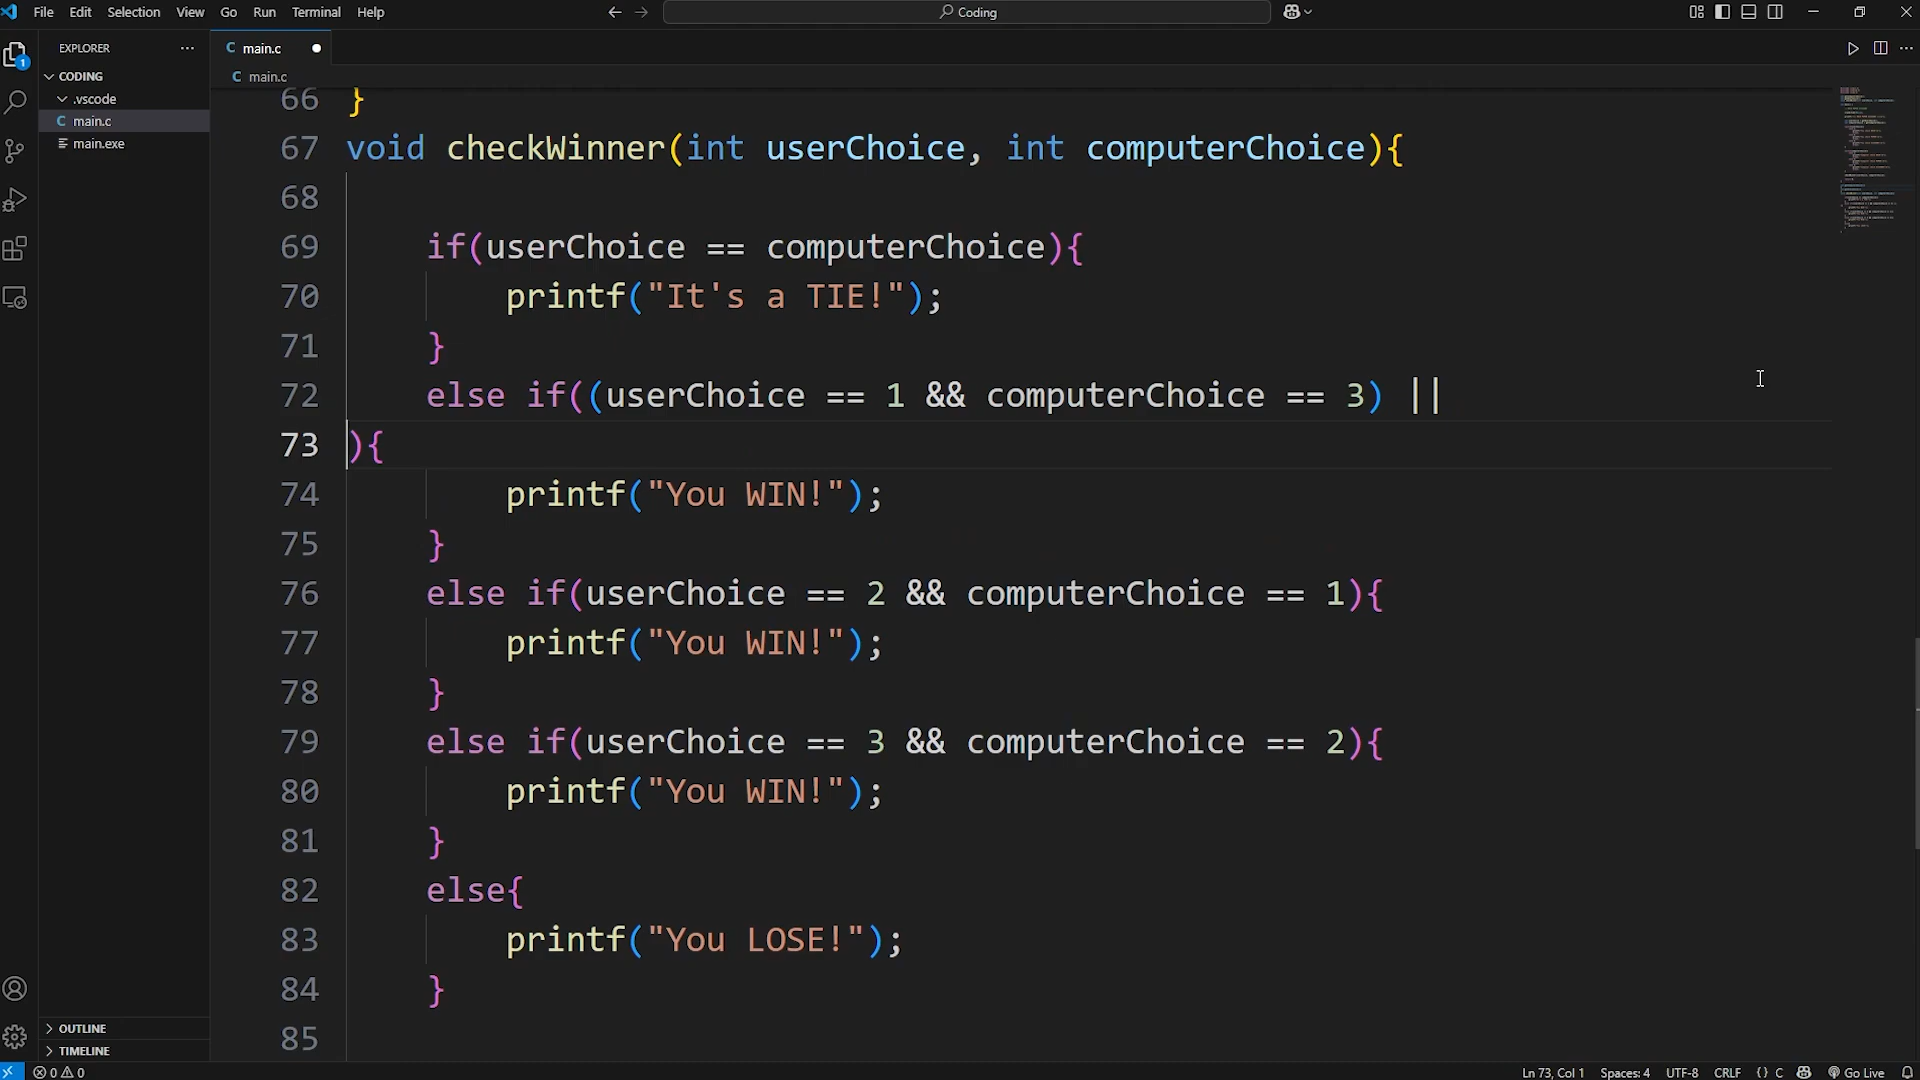 File Edit Selection View Go Run Terminal Help
Coding
EXPLORER
CODING
.vscode
C main.c
main.exe
1
C main.c
C main.c
66 }
67 void checkWinner(int userChoice, int computerChoice){
68
69 if(userChoice == computerChoice){
70 printf("It's a TIE!");
71 }
72 else if((userChoice == 1 && computerChoice == 3) ||
73 ){
74 printf("You WIN!");
75 }
76 else if(userChoice == 2 && computerChoice == 1){
77 printf("You WIN!");
78 }
79 else if(userChoice == 3 && computerChoice == 2){
80 printf("You WIN!");
81 }
82 else{
83 printf("You LOSE!");
84 }
85
OUTLINE
TIMELINE
0 0
Ln 73, Col 1 Spaces: 4 UTF-8 CRLF {} C Go Live